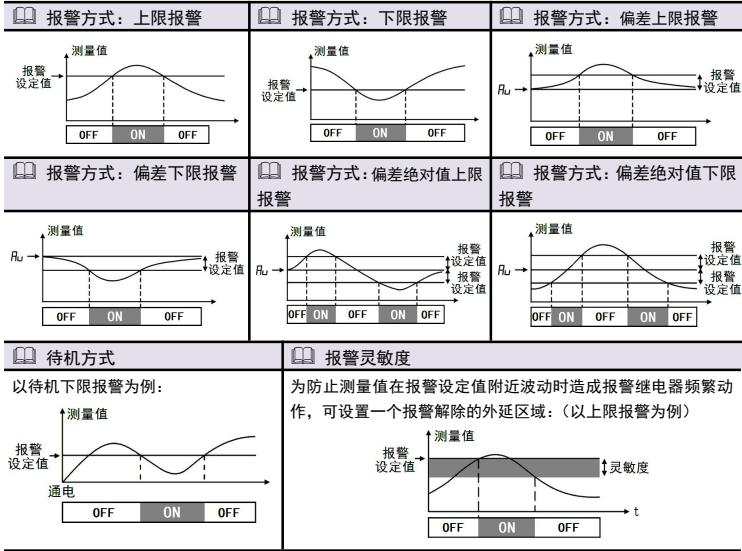 报警方式：上限报警
测量值
报警
设定值
OFF ON OFF
报警方式：下限报警
测量值
报警
设定值
OFF ON OFF
报警方式：偏差上限报警
测量值
Au
报警
设定值
OFF ON OFF
报警方式：偏差下限报警
测量值
Au
报警
设定值
OFF ON OFF
报警方式：偏差绝对值上限
报警
测量值
Au
报警
设定值
报警
设定值
OFF ON OFF ON OFF
报警方式：偏差绝对值下限
报警
测量值
Au
报警
设定值
报警
设定值
OFF ON OFF ON OFF
待机方式
以待机下限报警为例：
测量值
报警
设定值
通电
OFF ON OFF
报警灵敏度
为防止测量值在报警设定值附近波动时造成报警继电器频繁动
作，可设置一个报警解除的外延区域：（以上限报警为例）
测量值
报警
设定值
灵敏度
t
OFF ON OFF